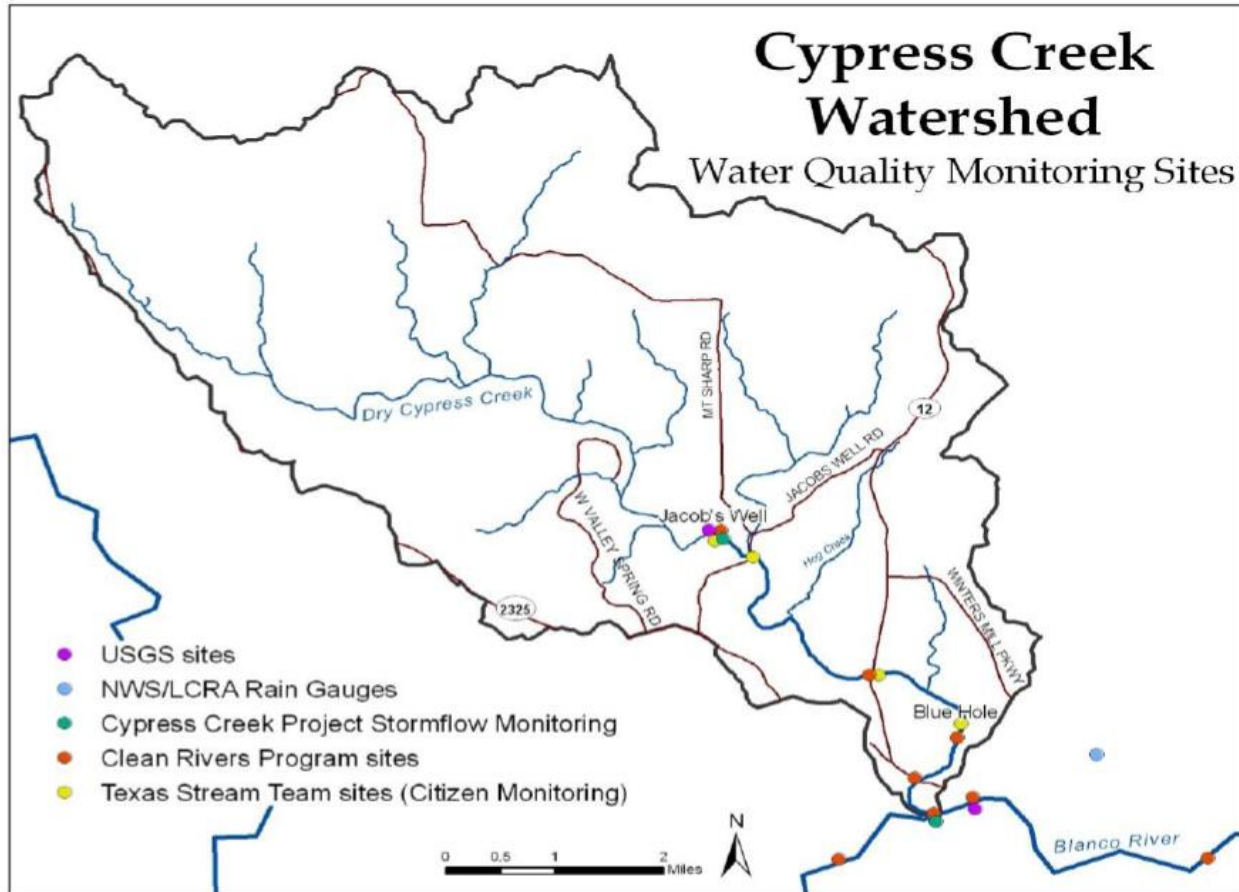 Cypress Creek
Watershed
Water Quality Monitoring Sites
MT SHARP RD
Dry Cypress Creek
12
JACOBS WELL RD
W VALLEY SPRING RD
Jacob's Well
Hog Creek
WINTERS MILL PKWY
2325
Blue Hole
USGS sites
NWS/LCRA Rain Gauges
Cypress Creek Project Stormflow Monitoring
Clean Rivers Program sites
Texas Stream Team sites (Citizen Monitoring)
N
0 0.5 1 2
Miles
Blanco River